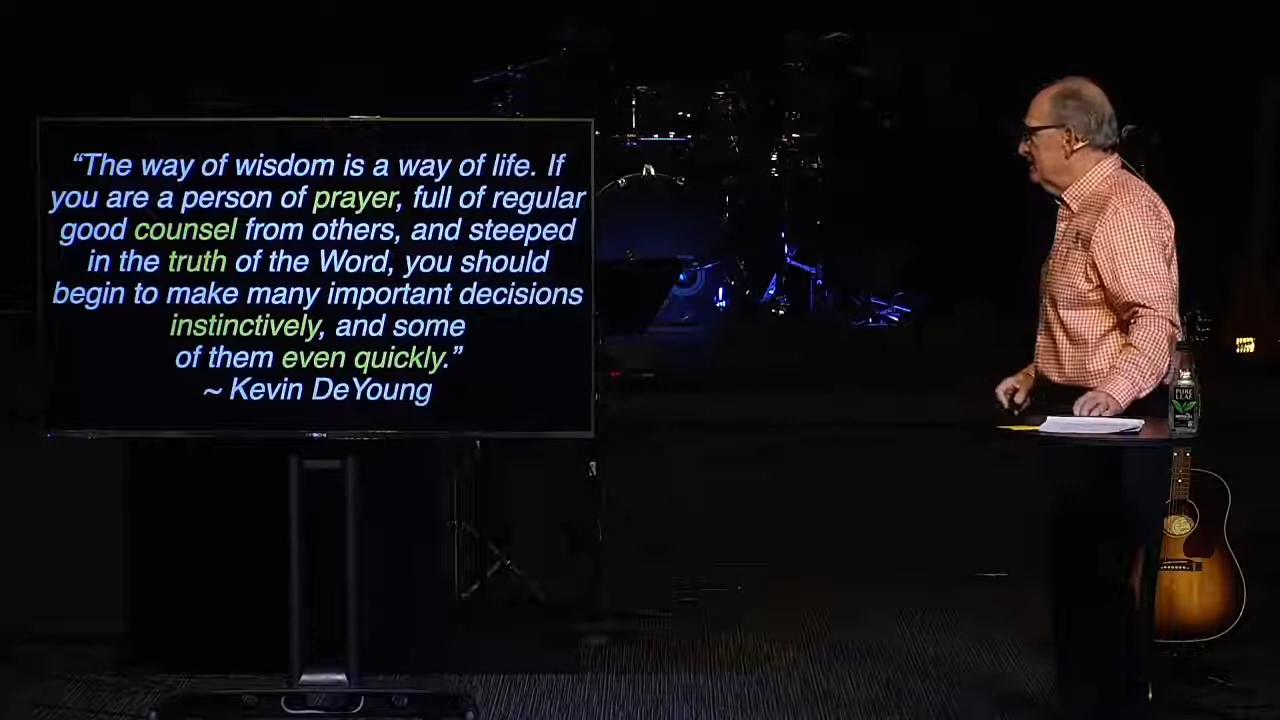 “The way of wisdom is a way of life. If
you are a person of prayer, full of regular
good counsel from others, and steeped
in the truth of the Word, you should
begin to make many important decisions
instinctively, and some
of them even quickly.”
~ Kevin DeYoung
PURE
LEAF